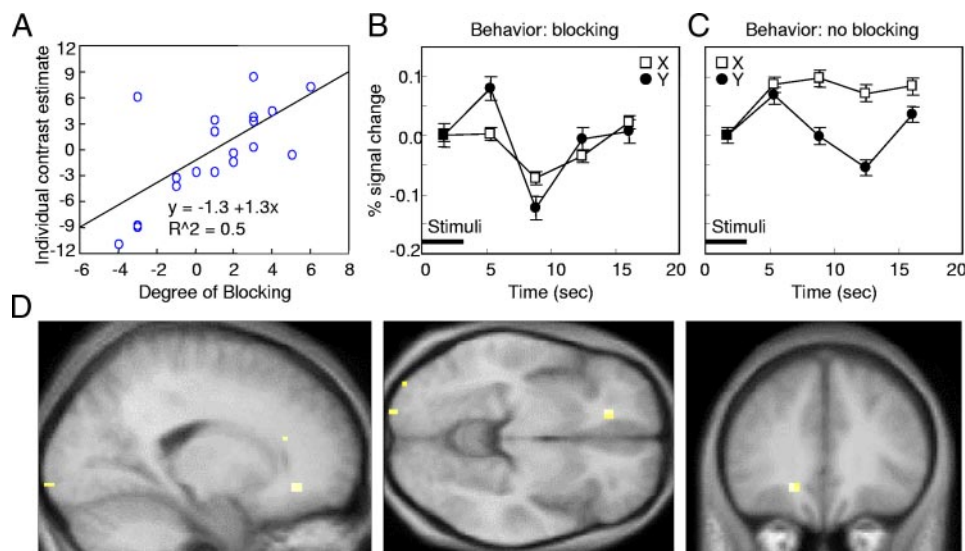 A
Individual contrast estimate
12
9
6
3
0
-3
-6
-9
-12
y = -1.3 +1.3x
R^2 = 0.5
-6 -4 -2 0 2 4 6 8
Degree of Blocking
B
Behavior: blocking
X
Y
% signal change
0.1
0.0
-0.1
-0.2
Stimuli
0 5 10 15 20
Time (sec)
C
Behavior: no blocking
X
Y
Stimuli
0 5 10 15 20
Time (sec)
D